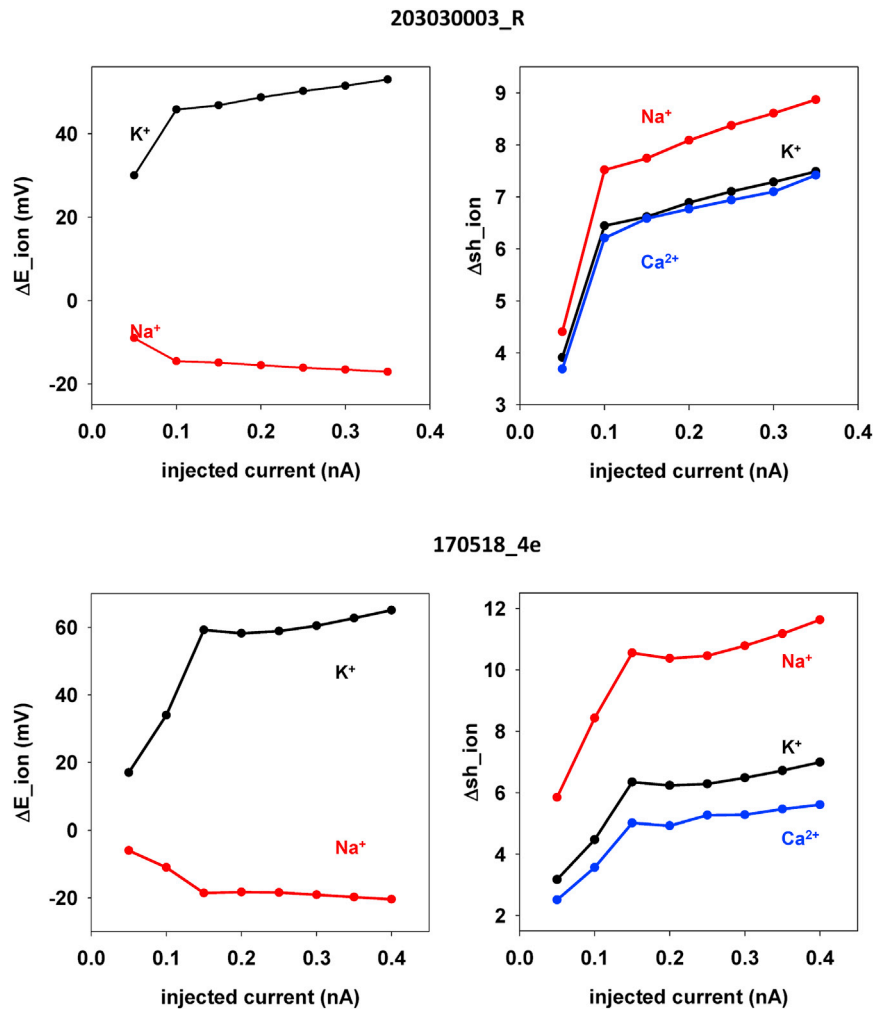 203030003_R
K⁺
Na⁺
ΔE_ion (mV)
40
20
0
-20
0.0 0.1 0.2 0.3 0.4
injected current (nA)
Na⁺
K⁺
Ca²⁺
Δsh_ion
9
8
7
6
5
4
3
0.0 0.1 0.2 0.3 0.4
injected current (nA)
170518_4e
K⁺
Na⁺
ΔE_ion (mV)
60
40
20
0
-20
0.0 0.1 0.2 0.3 0.4
injected current (nA)
Na⁺
K⁺
Ca²⁺
Δsh_ion
12
10
8
6
4
2
0.0 0.1 0.2 0.3 0.4
injected current (nA)